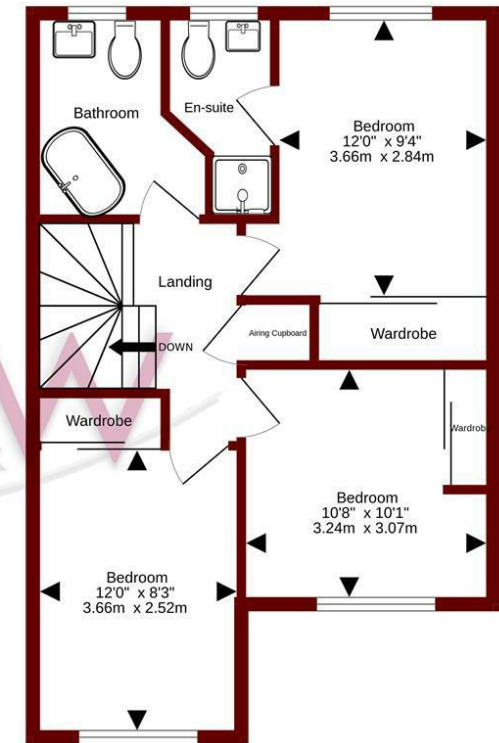 Bathroom
En-suite
Bedroom
12'0" x 9'4"
3.66m x 2.84m
Landing
Airing Cupboard
Wardrobe
DOWN
Wardrobe
Wardrob
Bedroom
10'8" x 10'1"
3.24m x 3.07m
Bedroom
12'0" x 8'3"
3.66m x 2.52m
W